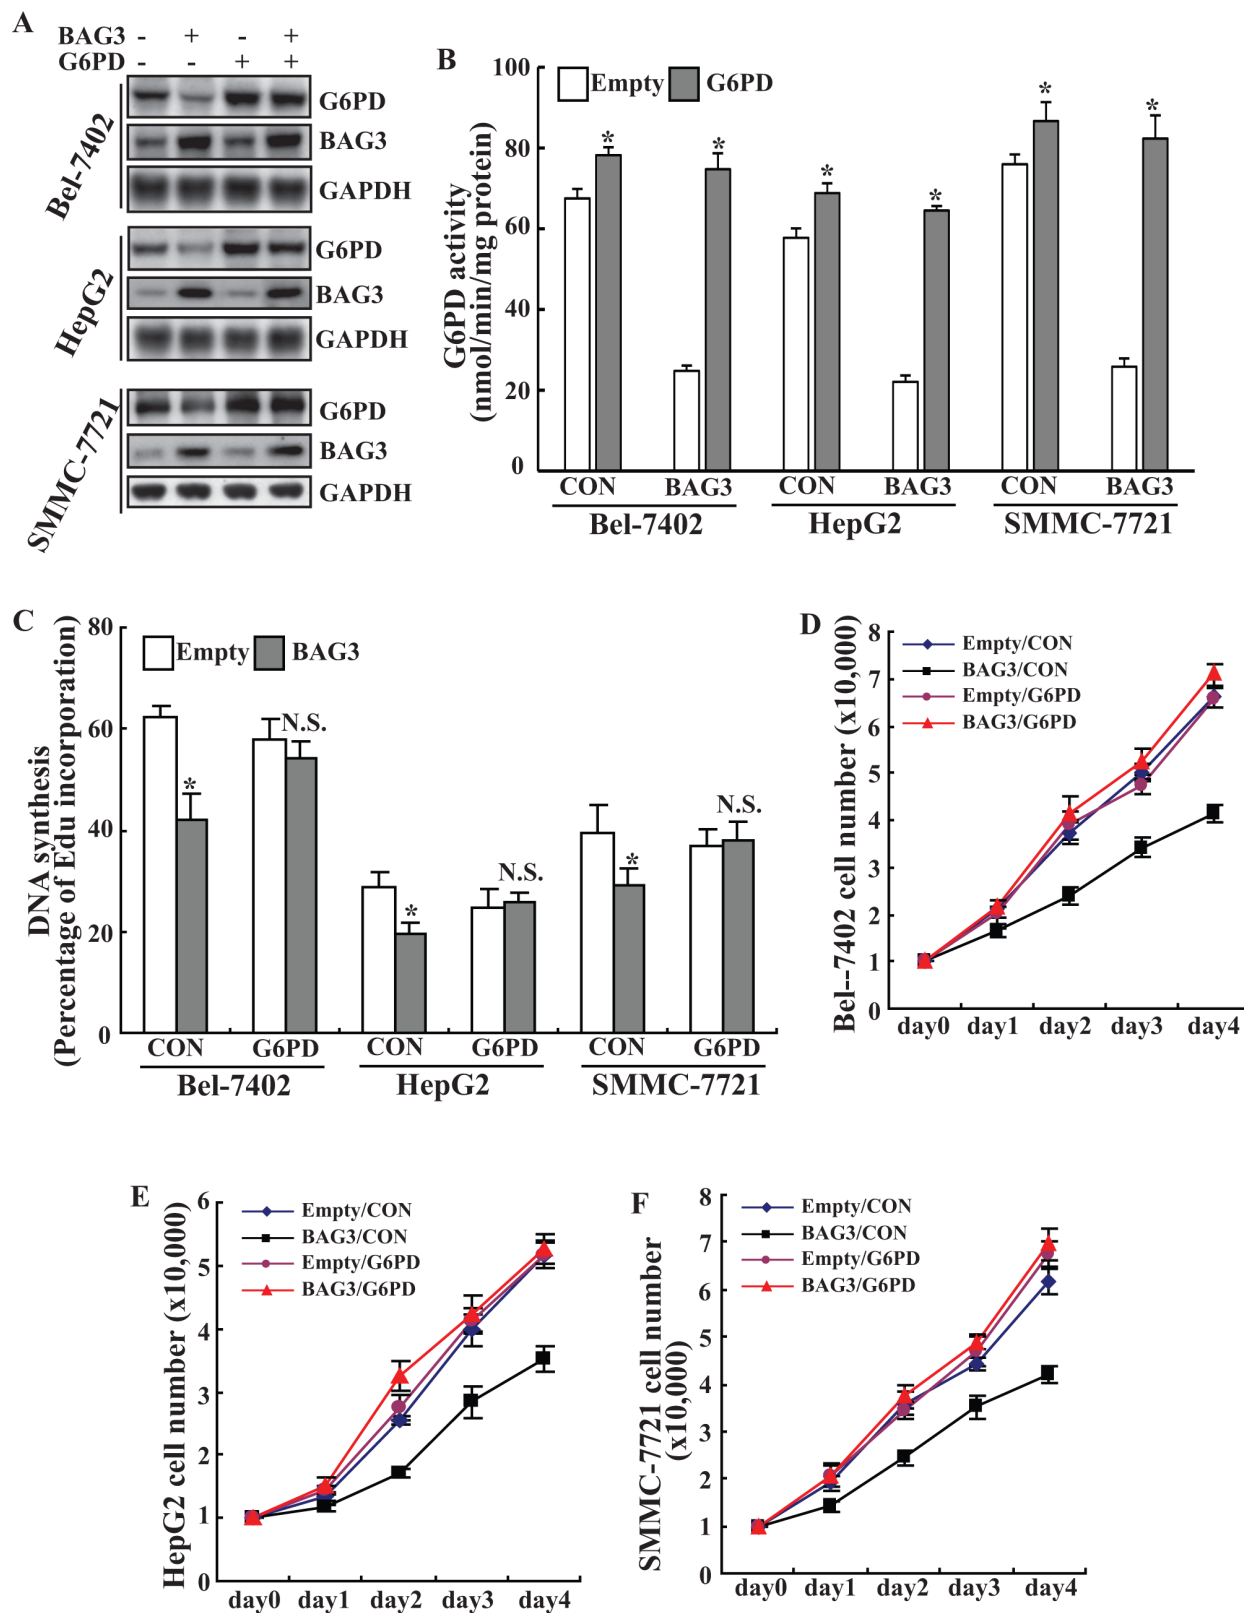 A
BAG3 - + - +
G6PD - - + +
Bel-7402
G6PD
BAG3
GAPDH
HepG2
G6PD
BAG3
GAPDH
SMMC-7721
G6PD
BAG3
GAPDH
B
G6PD activity
(nmol/min/mg protein)
100
80
60
40
20
0
Empty G6PD
* * * * * *
CON BAG3 CON BAG3 CON BAG3
Bel-7402 HepG2 SMMC-7721
C
DNA synthesis
(Percentage of Edu incorporation)
80
60
40
20
0
Empty BAG3
* N.S. * N.S. * N.S.
CON G6PD CON G6PD CON G6PD
Bel-7402 HepG2 SMMC-7721
D
Bel--7402 cell number (x10,000)
8
7
6
5
4
3
2
1
0
Empty/CON
BAG3/CON
Empty/G6PD
BAG3/G6PD
day0 day1 day2 day3 day4
E
HepG2 cell number (x10,000)
6
5
4
3
2
1
0
Empty/CON
BAG3/CON
Empty/G6PD
BAG3/G6PD
day0 day1 day2 day3 day4
F
SMMC-7721 cell number
(x10,000)
8
7
6
5
4
3
2
1
0
Empty/CON
BAG3/CON
Empty/G6PD
BAG3/G6PD
day0 day1 day2 day3 day4